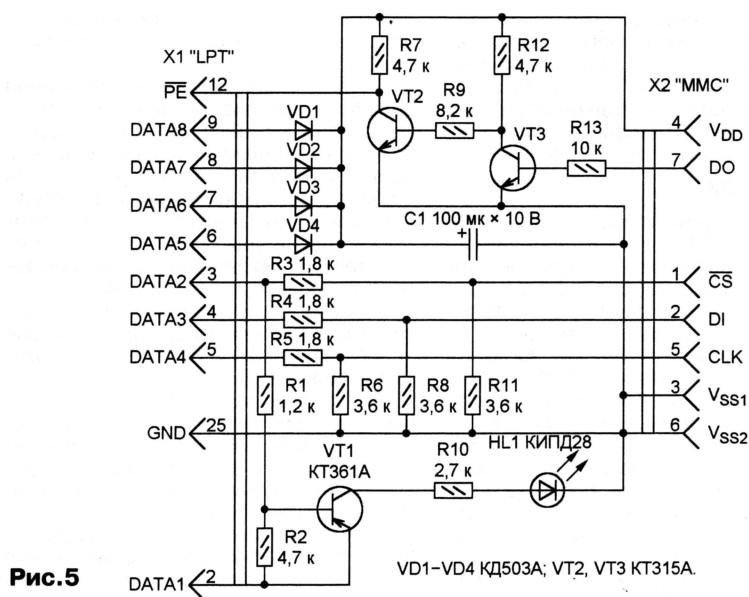 X1 "LPT"
R7
4,7 к
R12
4,7 к
X2 "MMC"
PE 12
VT2
R9
8,2 к
VT3
R13
10 к
4 VDD
7 DO
DATA8 9 VD1
DATA7 8 VD2
DATA6 7 VD3
DATA5 6 VD4
C1 100 мк × 10 В
+
DATA2 3 R3 1,8 к
1 CS
DATA3 4 R4 1,8 к
2 DI
DATA4 5 R5 1,8 к
5 CLK
R1
1,2 к
R6
3,6 к
R8
3,6 к
R11
3,6 к
3 VSS1
GND 25
6 VSS2
VT1
КТ361А
R10
2,7 к
HL1 КИПД28
R2
4,7 к
DATA1 2
VD1–VD4 КД503А; VT2, VT3 КТ315А.
Рис.5